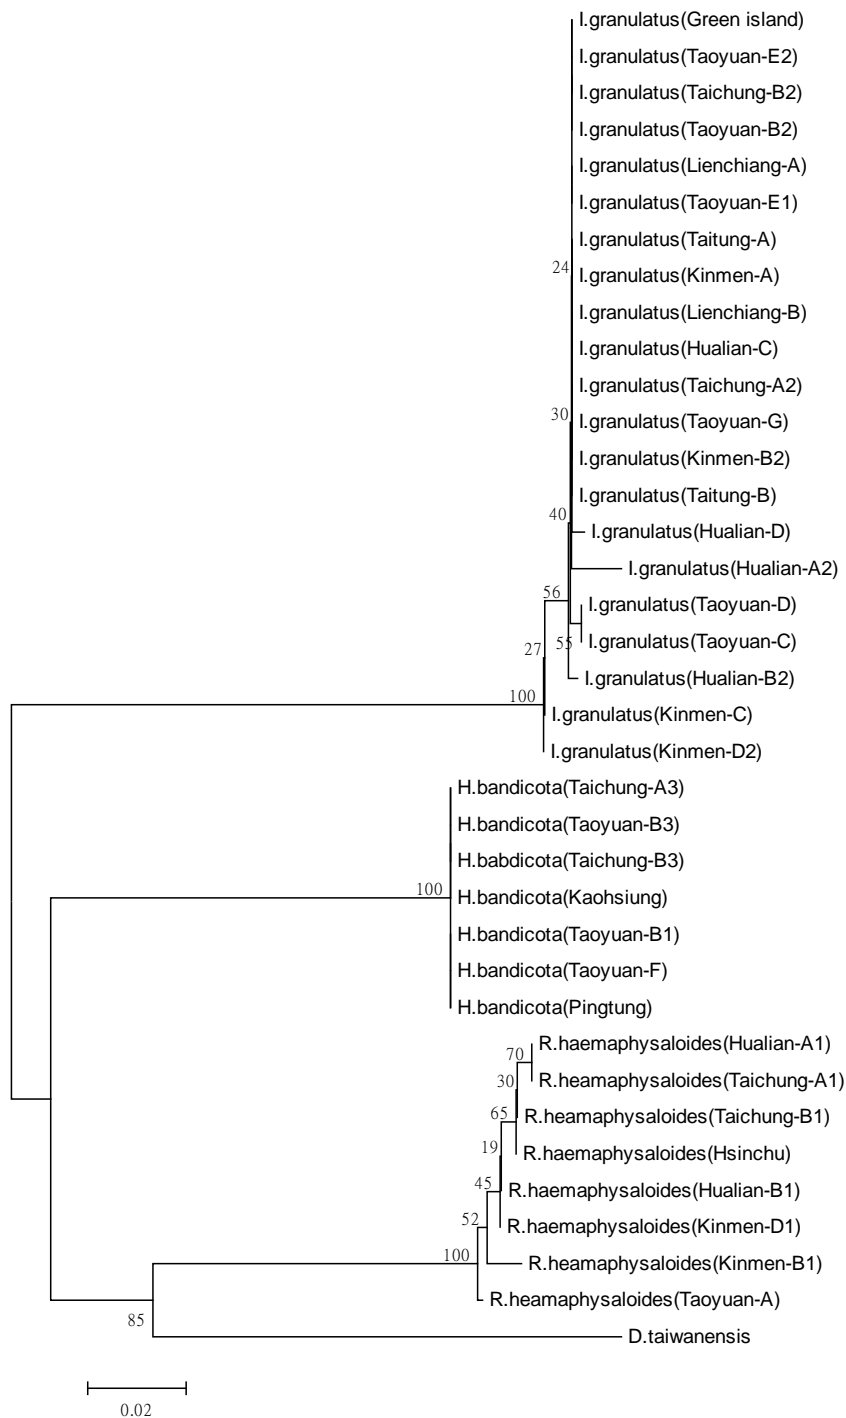 I.granulatus(Green island)
I.granulatus(Taoyuan-E2)
I.granulatus(Taichung-B2)
I.granulatus(Taoyuan-B2)
I.granulatus(Lienchiang-A)
I.granulatus(Taoyuan-E1)
I.granulatus(Taitung-A)
24
I.granulatus(Kinmen-A)
I.granulatus(Lienchiang-B)
I.granulatus(Hualian-C)
I.granulatus(Taichung-A2)
30
I.granulatus(Taoyuan-G)
I.granulatus(Kinmen-B2)
I.granulatus(Taitung-B)
40
I.granulatus(Hualian-D)
I.granulatus(Hualian-A2)
56
I.granulatus(Taoyuan-D)
55
I.granulatus(Taoyuan-C)
27
I.granulatus(Hualian-B2)
100
I.granulatus(Kinmen-C)
I.granulatus(Kinmen-D2)
H.bandicota(Taichung-A3)
H.bandicota(Taoyuan-B3)
H.babdicota(Taichung-B3)
100
H.bandicota(Kaohsiung)
H.bandicota(Taoyuan-B1)
H.bandicota(Taoyuan-F)
H.bandicota(Pingtung)
R.haemaphysaloides(Hualian-A1)
70
R.heamaphysaloides(Taichung-A1)
30
R.heamaphysaloides(Taichung-B1)
65
R.haemaphysaloides(Hsinchu)
19
R.haemaphysaloides(Hualian-B1)
45
R.haemaphysaloides(Kinmen-D1)
52
R.heamaphysaloides(Kinmen-B1)
100
R.heamaphysaloides(Taoyuan-A)
85
D.taiwanensis
0.02